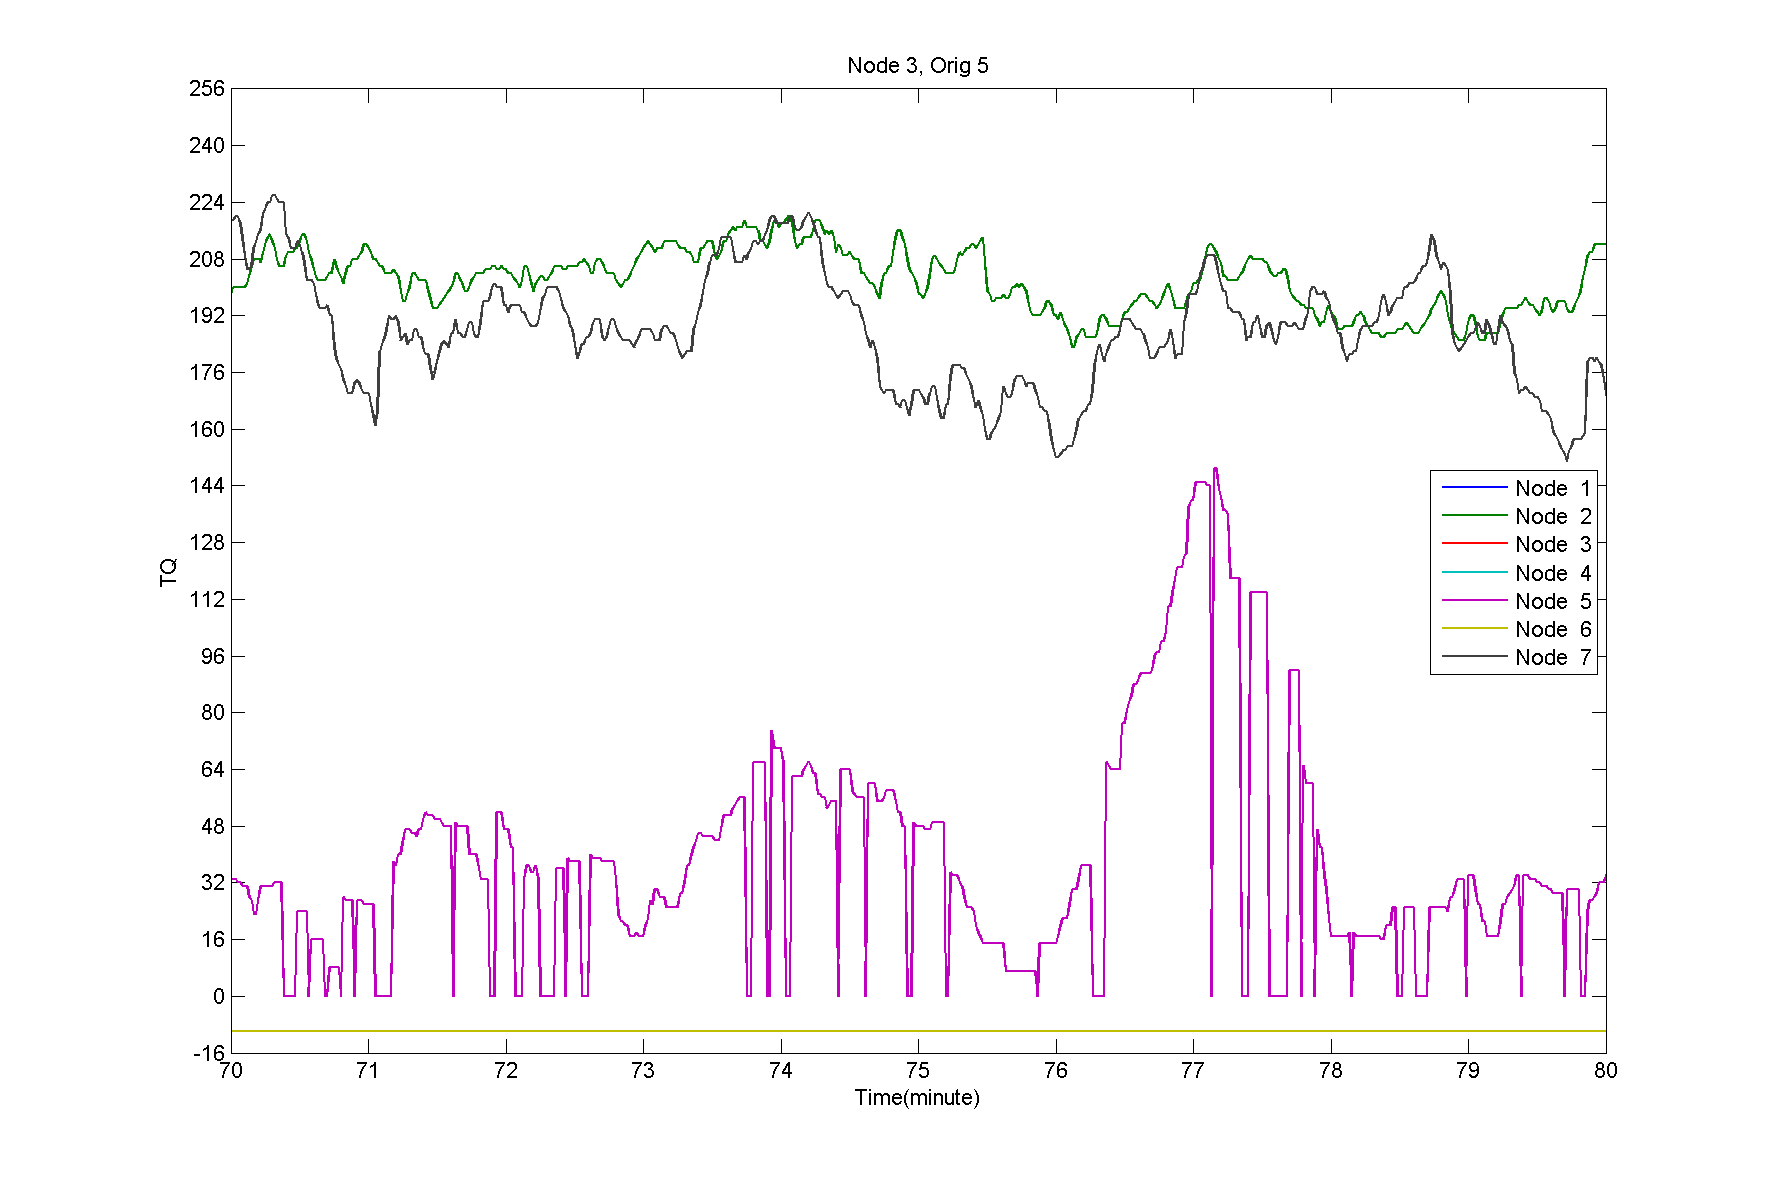 Node 3, Orig 5
256
240
224
208
192
176
160
144
128
112
96
80
64
48
32
16
0
-16
TQ
Node 1
Node 2
Node 3
Node 4
Node 5
Node 6
Node 7
70 71 72 73 74 75 76 77 78 79 80
Time(minute)